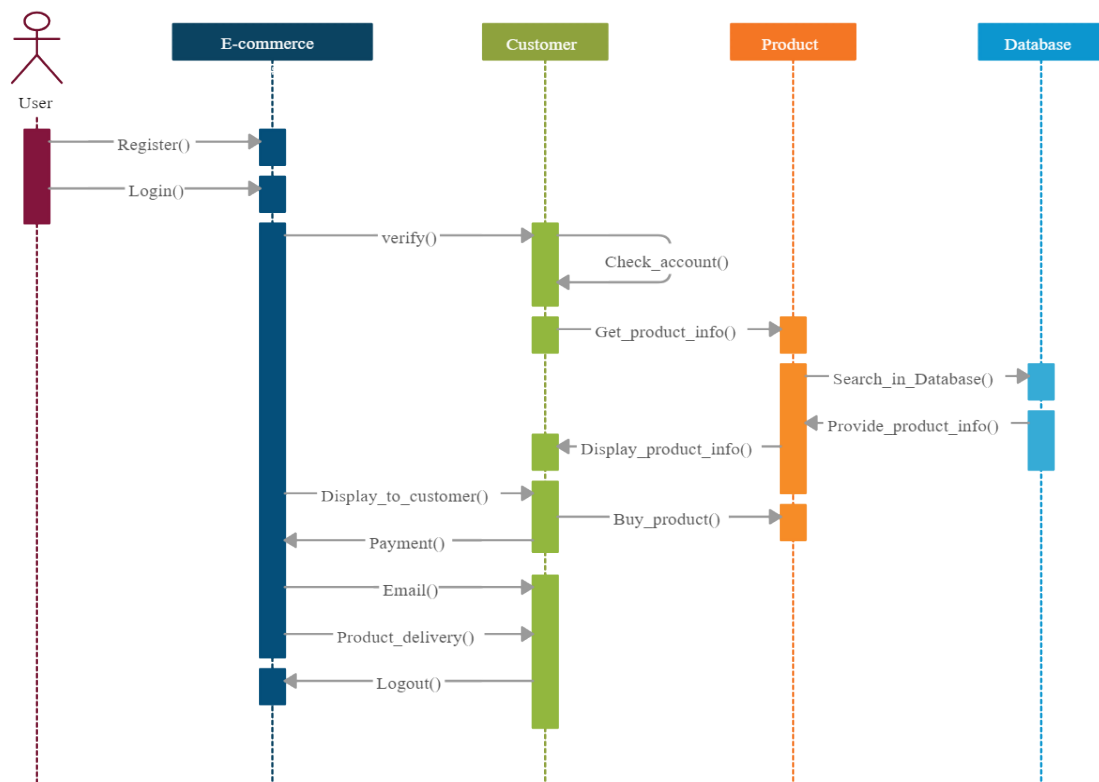 E-commerce
Customer
Product
Database
User
Register()
Login()
verify()
Check_account()
Get_product_info()
Search_in_Database()
Provide_product_info()
Display_product_info()
Display_to_customer()
Buy_product()
Payment()
Email()
Product_delivery()
Logout()